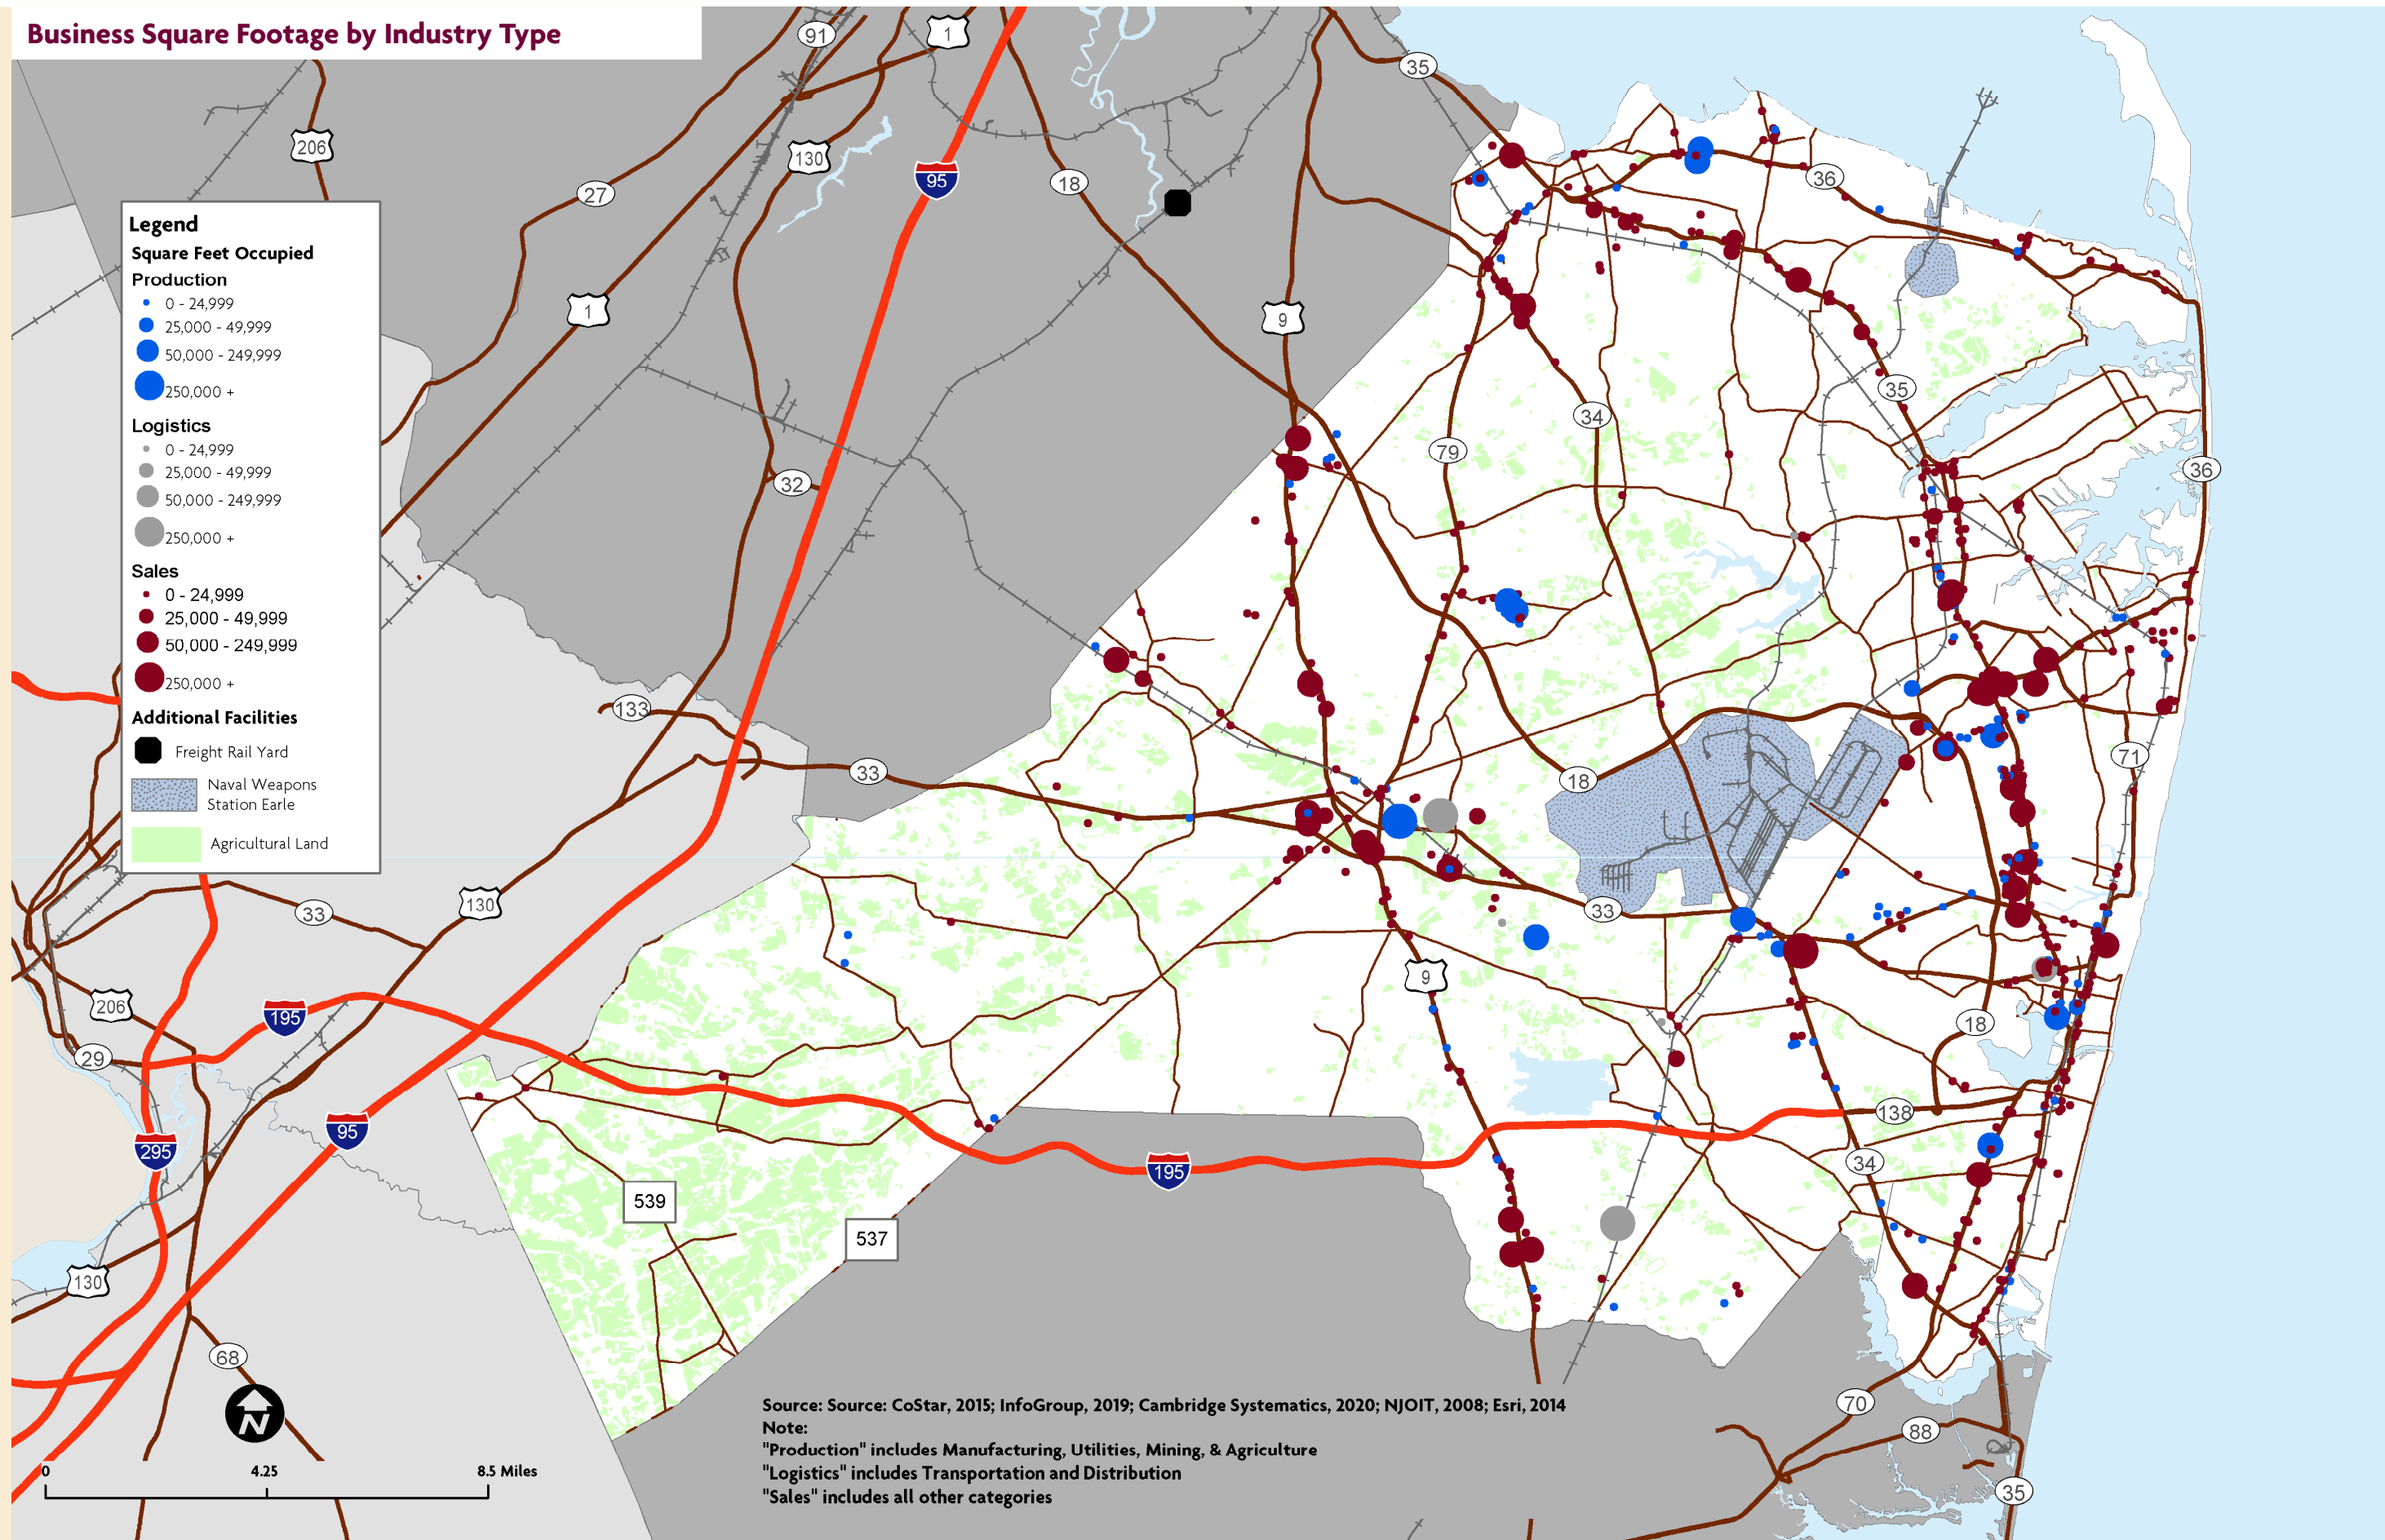 Business Square Footage by Industry Type
Legend
Square Feet Occupied
Production
0 - 24,999
25,000 - 49,999
50,000 - 249,999
250,000 +
Logistics
0 - 24,999
25,000 - 49,999
50,000 - 249,999
250,000 +
Sales
0 - 24,999
25,000 - 49,999
50,000 - 249,999
250,000 +
Additional Facilities
Freight Rail Yard
Naval Weapons
Station Earle
Agricultural Land
91
1
35
206
130
27
95
18
36
1
9
35
34
79
36
32
133
18
71
33
33
130
33
206
195
9
18
29
95
295
138
34
195
539
537
130
68
70
88
35
N
0 4.25 8.5 Miles
Source: Source: CoStar, 2015; InfoGroup, 2019; Cambridge Systematics, 2020; NJOIT, 2008; Esri, 2014
Note:
"Production" includes Manufacturing, Utilities, Mining, & Agriculture
"Logistics" includes Transportation and Distribution
"Sales" includes all other categories